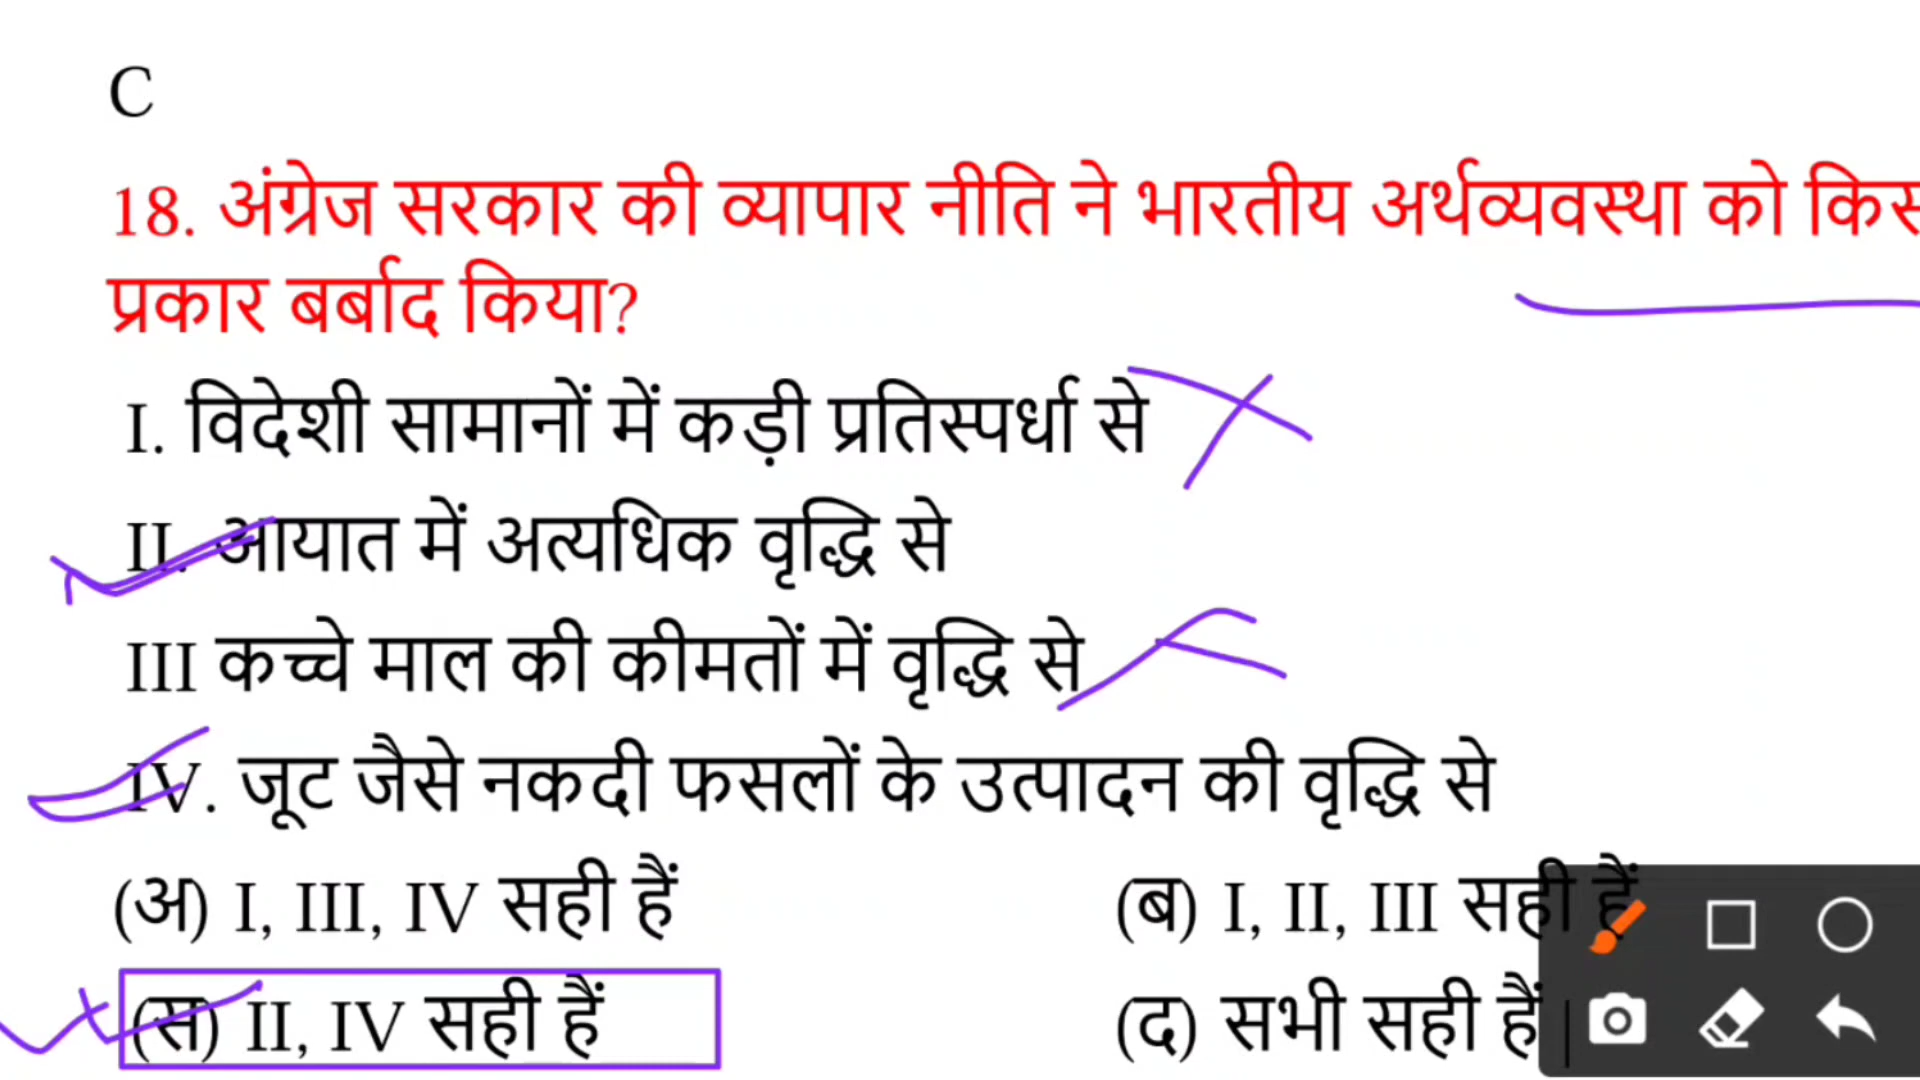 C
18. अंग्रेज सरकार की व्यापार नीति ने भारतीय अर्थव्यवस्था को किस
प्रकार बर्बाद किया?
I. विदेशी सामानों में कड़ी प्रतिस्पर्धा से
II. आयात में अत्यधिक वृद्धि से
III कच्चे माल की कीमतों में वृद्धि से
IV. जूट जैसे नकदी फसलों के उत्पादन की वृद्धि से
(अ) I, III, IV सही हैं (ब) I, II, III सही हैं
(स) II, IV सही हैं (द) सभी सही हैं